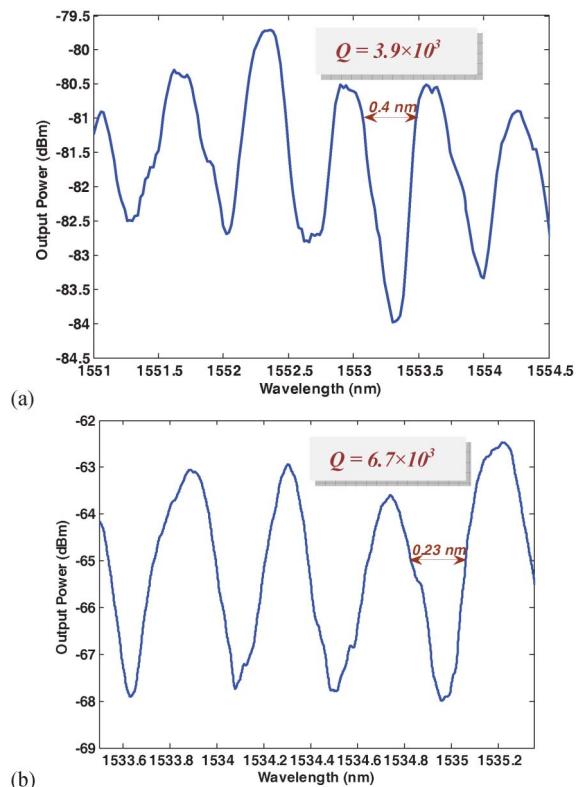 -79.5
-80
-80.5
-81
-81.5
-82
-82.5
-83
-83.5
-84
-84.5
Output Power (dBm)
Q = 3.9×10³
0.4 nm
1551 1551.5 1552 1552.5 1553 1553.5 1554 1554.5
Wavelength (nm)
(a)
-62
-63
-64
-65
-66
-67
-68
-69
Output Power (dBm)
Q = 6.7×10³
0.23 nm
1533.6 1533.8 1534 1534.2 1534.4 1534.6 1534.8 1535 1535.2
Wavelength (nm)
(b)